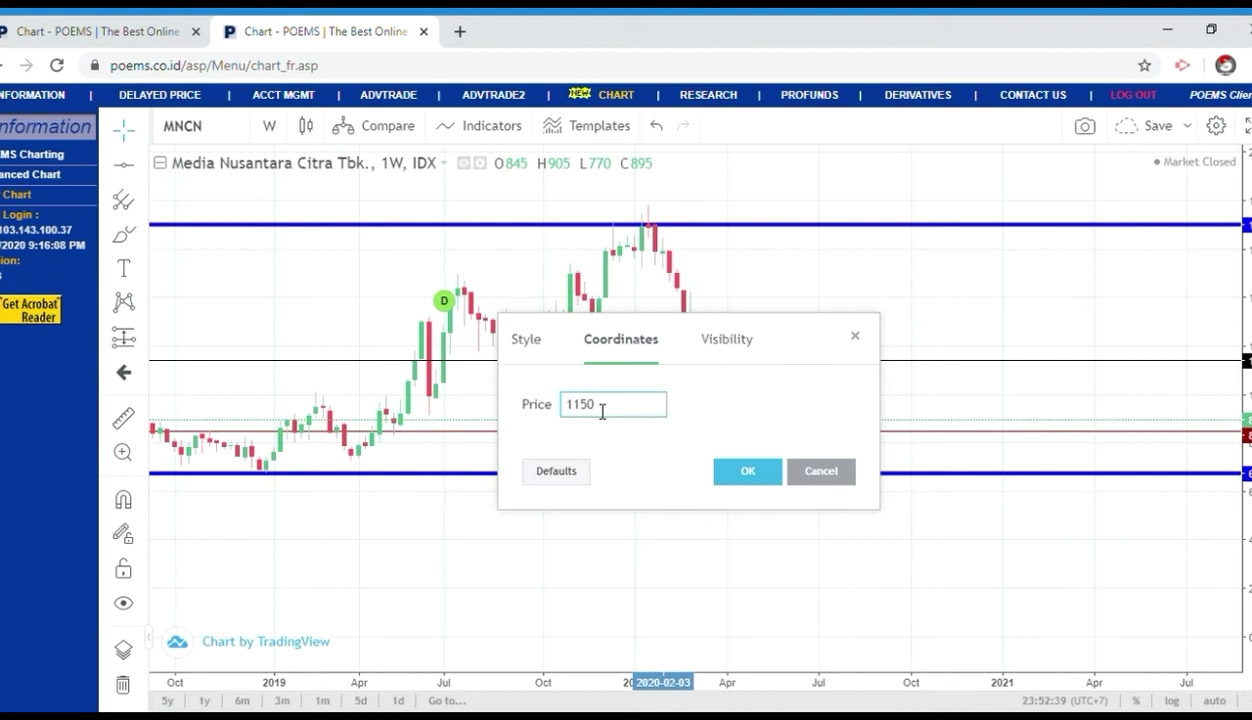 Chart - POEMS | The Best Online
Chart - POEMS | The Best Online
poems.co.id/asp/Menu/chart_fr.asp
NFORMATION | DELAYED PRICE | ACCT MGMT | ADVTRADE | ADVTRADE2 | NEW CHART | RESEARCH | PROFUNDS | DERIVATIVES | CONTACT US | LOG OUT POEMS Clier
nformation
MS Charting
anced Chart
Chart
Login :
103.143.100.37
/2020 9:16:08 PM
ion:
Get Acrobat
Reader
MNCN W Compare Indicators Templates Save
Media Nusantara Citra Tbk., 1W, IDX O845 H905 L770 C895
Market Closed
D
Style Coordinates Visibility
Price 1150
Defaults OK Cancel
Chart by TradingView
Oct 2019 Apr Jul Oct 2020-02-03 Apr Jul Oct 2021 Apr Jul
5y 1y 6m 3m 1m 5d 1d Go to... 23:52:39 (UTC+7) % log auto